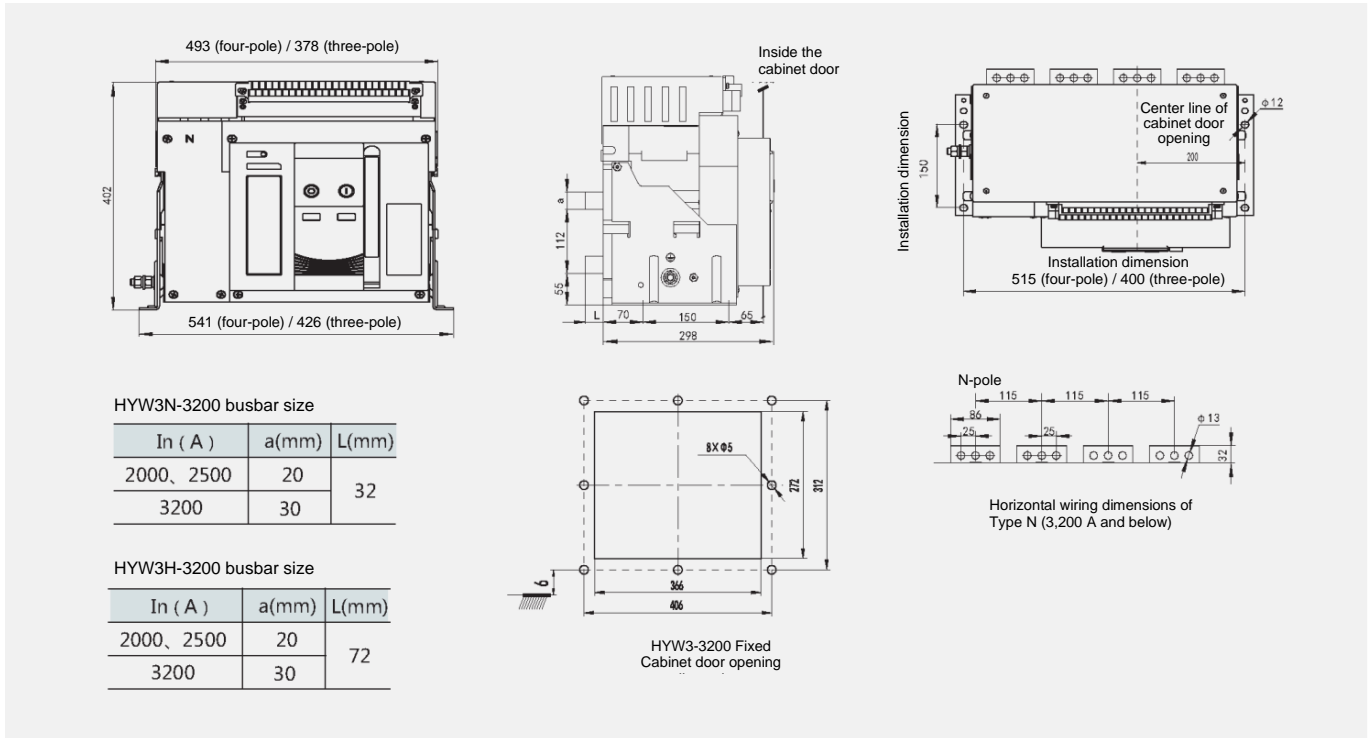 493 (four-pole) / 378 (three-pole)
402
N
541 (four-pole) / 426 (three-pole)
Inside the
cabinet door
a
112
55
L
70
150
65
298
Center line of
cabinet door
opening
ϕ12
200
Installation dimension
150
Installation dimension
515 (four-pole) / 400 (three-pole)
HYW3N-3200 busbar size
In ( A ) a(mm) L(mm)
2000、2500 20
32
3200 30
HYW3H-3200 busbar size
In ( A ) a(mm) L(mm)
2000、2500 20
72
3200 30
8XΦ5
272
312
6
366
406
HYW3-3200 Fixed
Cabinet door opening
N-pole
115 115 115
86
25 25
ϕ13
32
Horizontal wiring dimensions of
Type N (3,200 A and below)